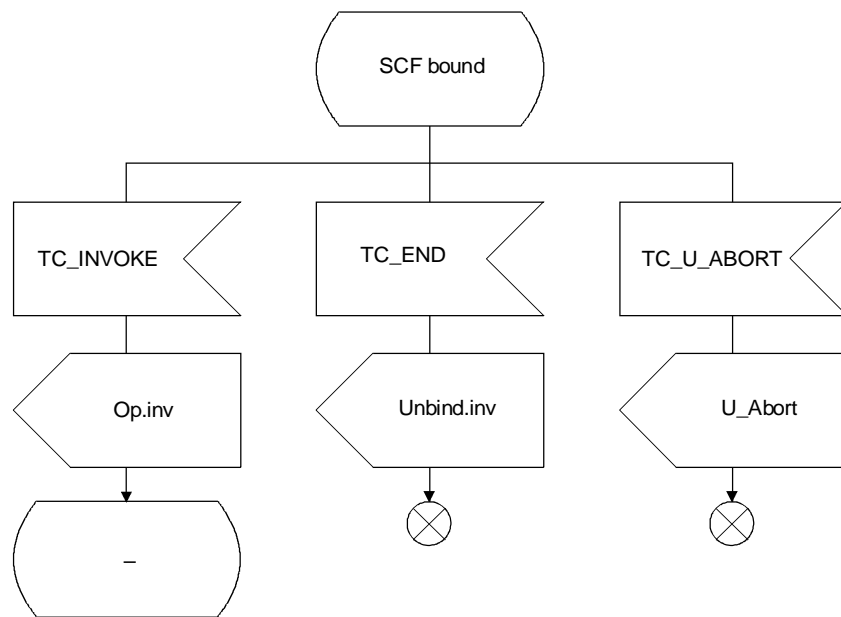 SCF bound
TC_INVOKE
TC_END
TC_U_ABORT
Op.inv
Unbind.inv
U_Abort
–